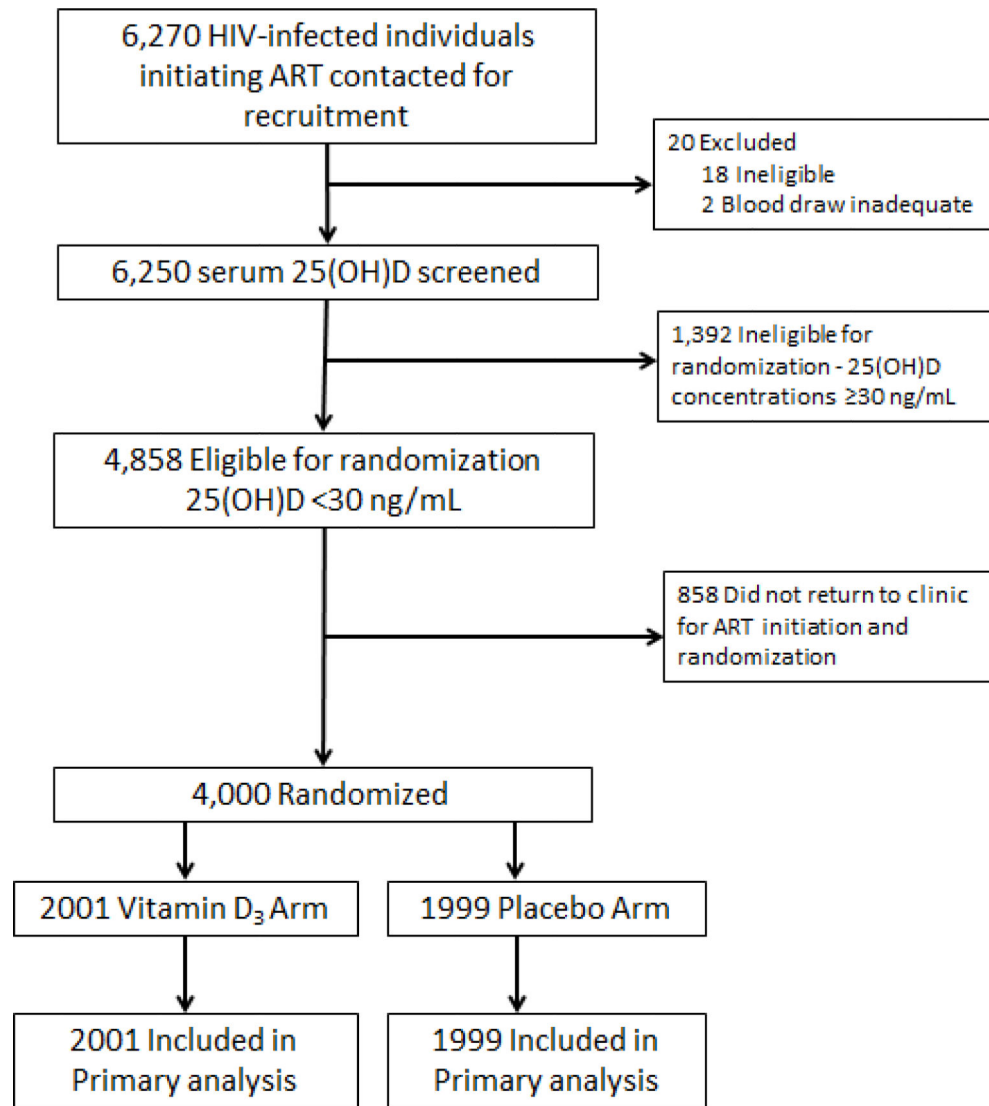 6,270 HIV-infected individuals
initiating ART contacted for
recruitment
20 Excluded
18 Ineligible
2 Blood draw inadequate
6,250 serum 25(OH)D screened
1,392 Ineligible for
randomization - 25(OH)D
concentrations ≥30 ng/mL
4,858 Eligible for randomization
25(OH)D <30 ng/mL
858 Did not return to clinic
for ART initiation and
randomization
4,000 Randomized
2001 Vitamin D₃ Arm
1999 Placebo Arm
2001 Included in
Primary analysis
1999 Included in
Primary analysis